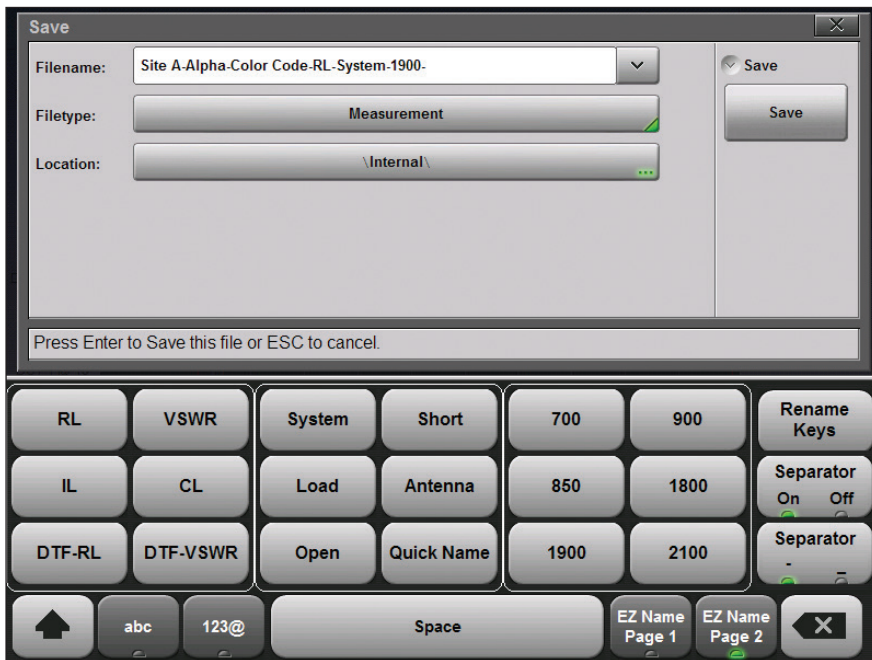 Save
Filename: Site A-Alpha-Color Code-RL-System-1900-
Save
Filetype: Measurement
Save
Location: \Internal\
...
Press Enter to Save this file or ESC to cancel.
RL VSWR System Short 700 900 Rename Keys
IL CL Load Antenna 850 1800 Separator On Off
DTF-RL DTF-VSWR Open Quick Name 1900 2100 Separator - _
abc 123@ Space EZ Name Page 1 EZ Name Page 2